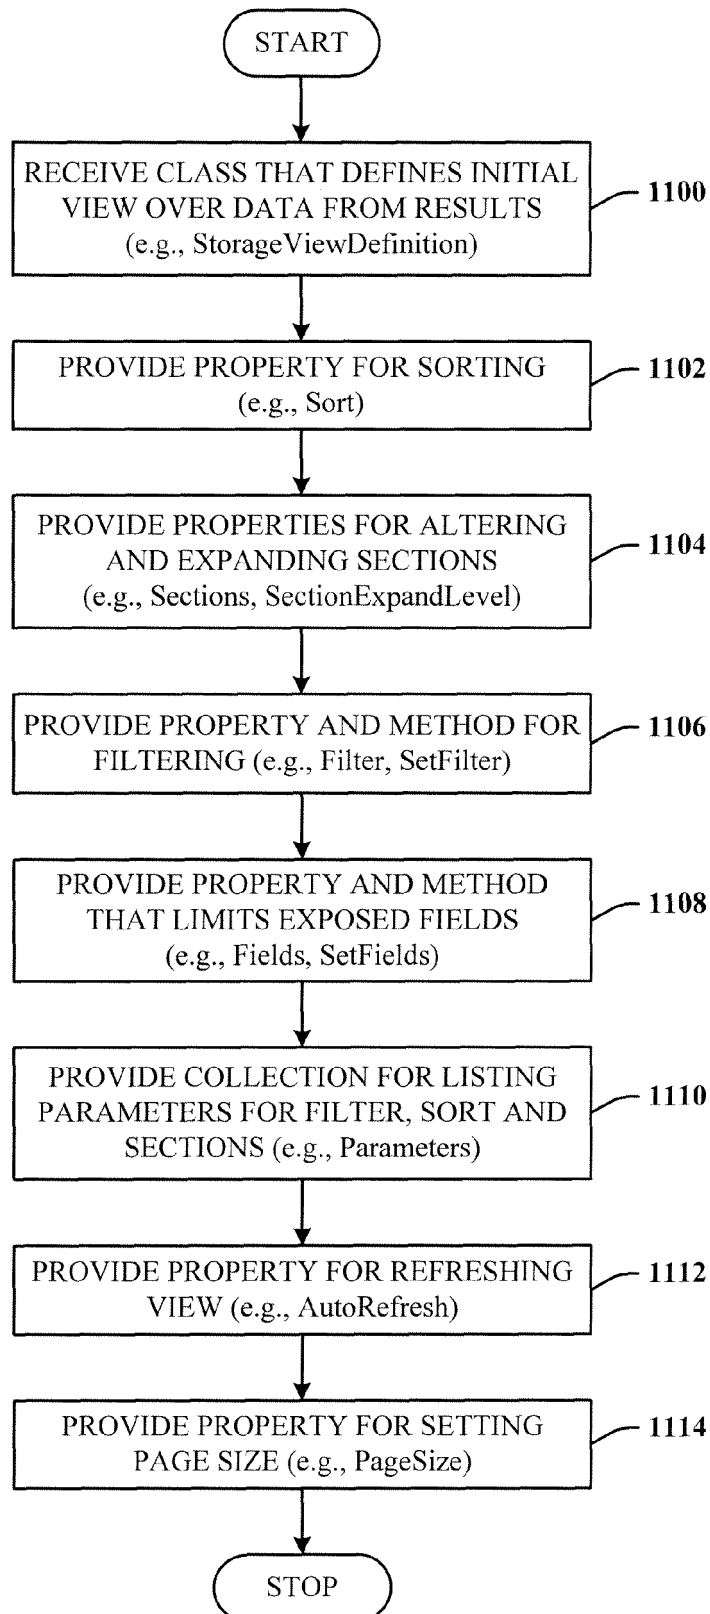 START
RECEIVE CLASS THAT DEFINES INITIAL
VIEW OVER DATA FROM RESULTS
(e.g., StorageViewDefinition)
1100
PROVIDE PROPERTY FOR SORTING
(e.g., Sort)
1102
PROVIDE PROPERTIES FOR ALTERING
AND EXPANDING SECTIONS
(e.g., Sections, SectionExpandLevel)
1104
PROVIDE PROPERTY AND METHOD FOR
FILTERING (e.g., Filter, SetFilter)
1106
PROVIDE PROPERTY AND METHOD
THAT LIMITS EXPOSED FIELDS
(e.g., Fields, SetFields)
1108
PROVIDE COLLECTION FOR LISTING
PARAMETERS FOR FILTER, SORT AND
SECTIONS (e.g., Parameters)
1110
PROVIDE PROPERTY FOR REFRESHING
VIEW (e.g., AutoRefresh)
1112
PROVIDE PROPERTY FOR SETTING
PAGE SIZE (e.g., PageSize)
1114
STOP